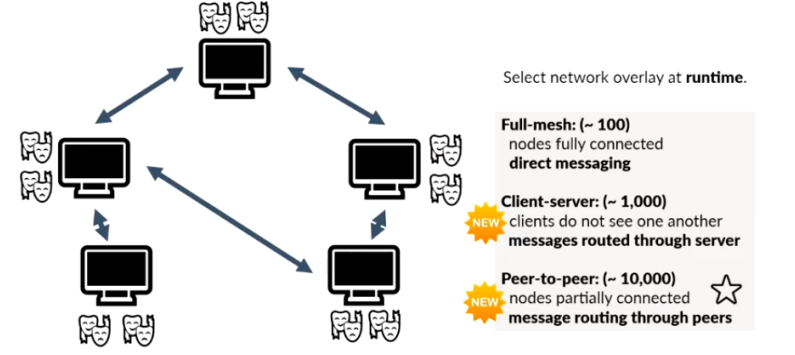 Select network overlay at runtime.
Full-mesh: (~ 100)
nodes fully connected
direct messaging
Client-server: (~ 1,000)
NEW
clients do not see one another
messages routed through server
Peer-to-peer: (~ 10,000)
NEW
nodes partially connected
message routing through peers